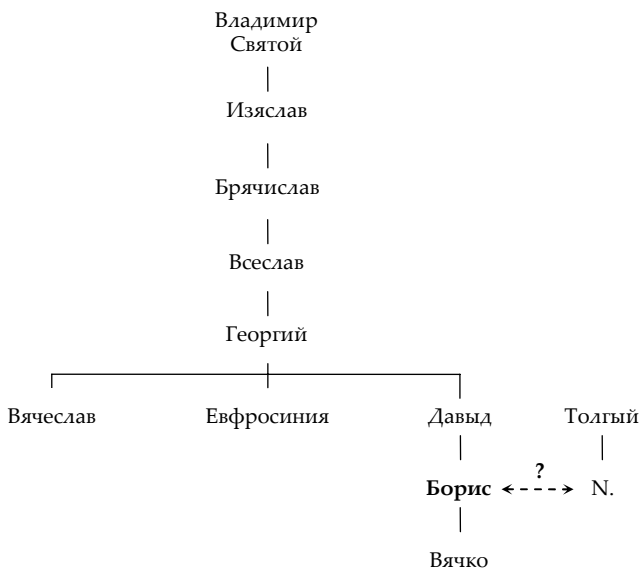 Владимир
Святой
Изяслав
Брячислав
Всеслав
Георгий
Вячеслав Евфросиния Давыд Толгый
?
Борис N.
Вячко